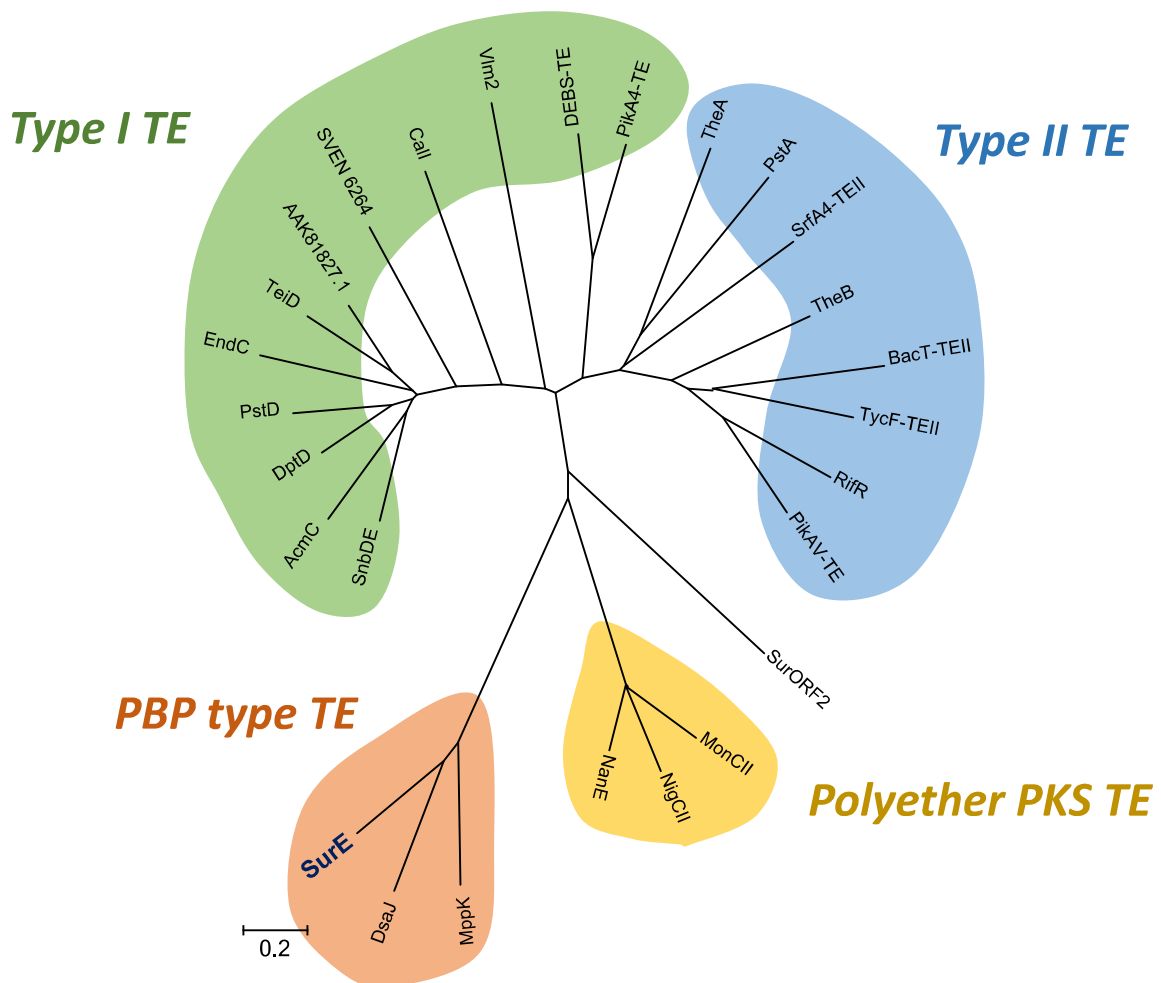 Vlm2
DEBS-TE
PikA4-TE
TheA
Type I TE
SVEN 6264
Call
PstA
Type II TE
AAK81827.1
SrfA4-TEII
TeiD
TheB
EndC
BacT-TEII
PstD
TycF-TEII
DptD
RifR
AcmC
SnbDE
PikAV-TE
SurORF2
PBP type TE
MonCII
NanE
NigCII
Polyether PKS TE
SurE
DsaJ
MppK
0.2